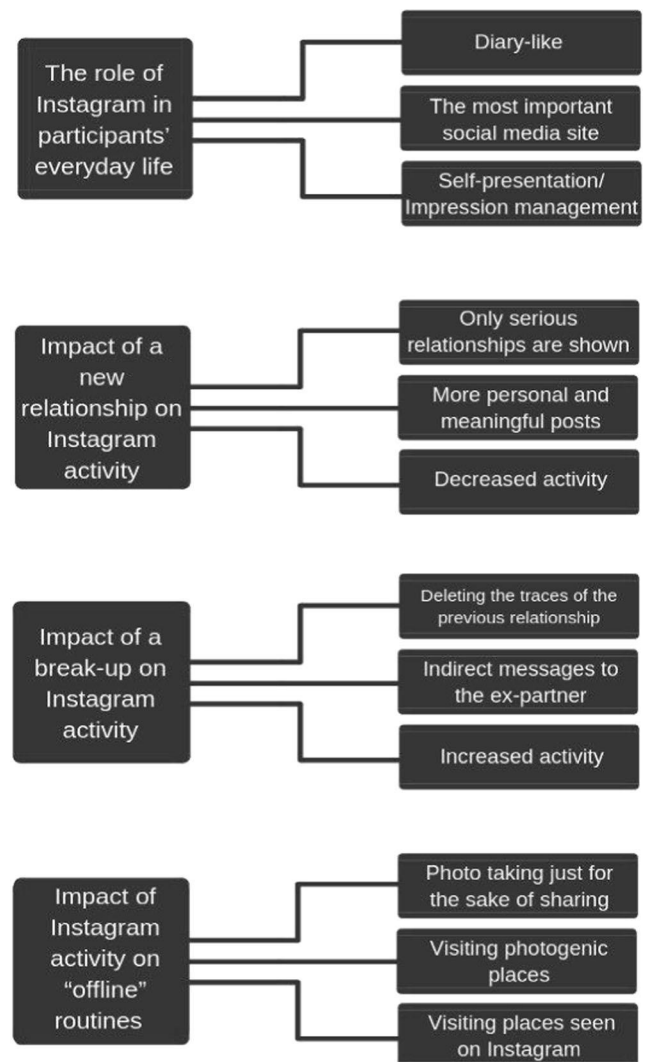 The role of
Instagram in
participants’
everyday life
Diary-like
The most important
social media site
Self-presentation/
Impression management
Impact of a
new
relationship on
Instagram
activity
Only serious
relationships are shown
More personal and
meaningful posts
Decreased activity
Impact of a
break-up on
Instagram
activity
Deleting the traces of the
previous relationship
Indirect messages to
the ex-partner
Increased activity
Impact of
Instagram
activity on
“offline”
routines
Photo taking just for
the sake of sharing
Visiting photogenic
places
Visiting places seen
on Instagram